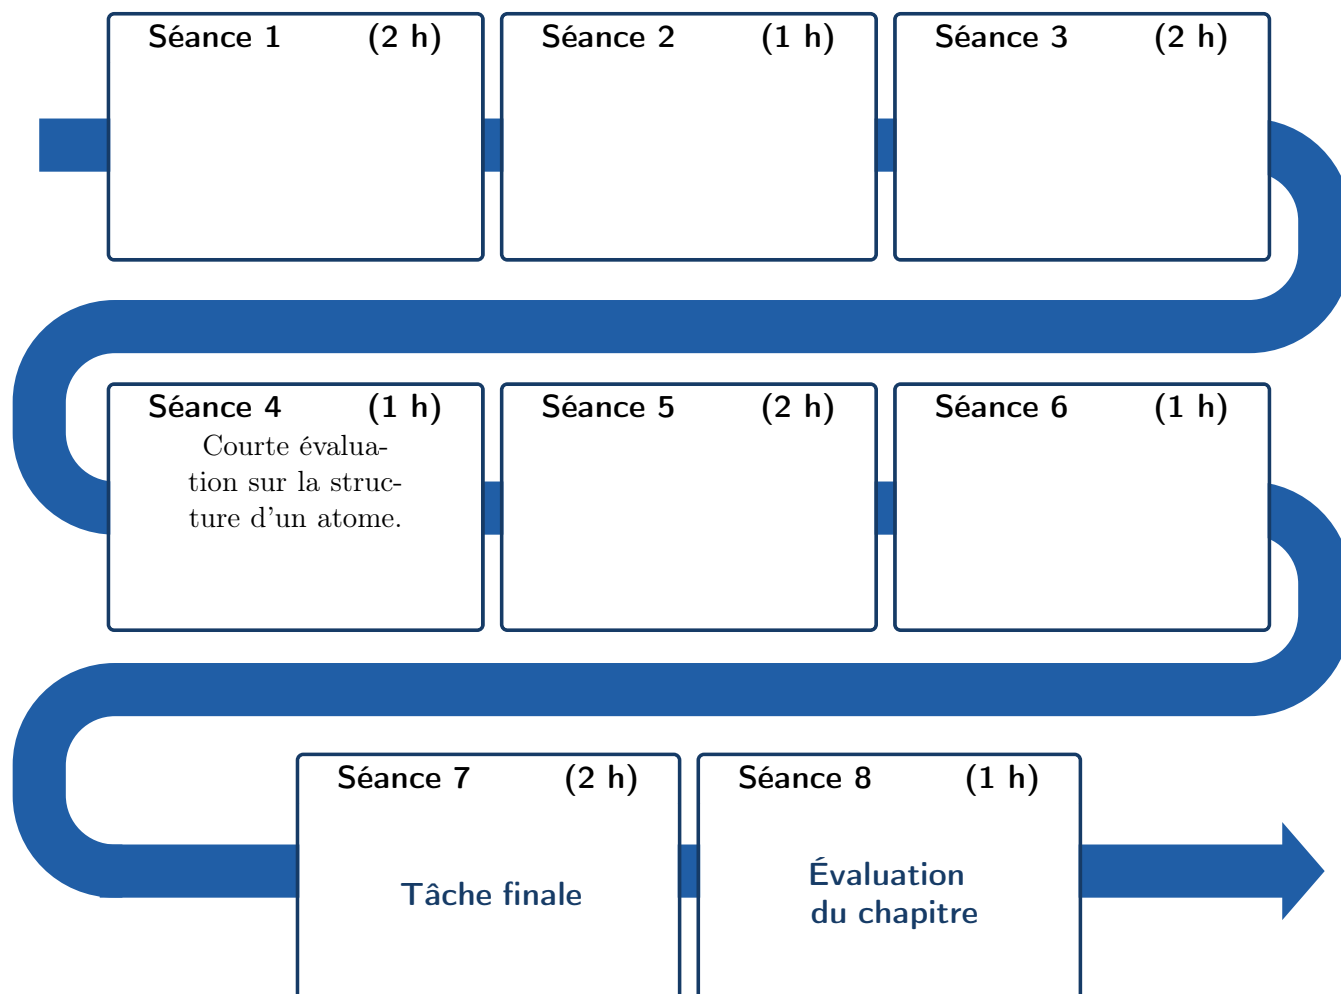 Séance 1 (2 h)
Séance 2 (1 h)
Séance 3 (2 h)
Séance 4 (1 h)
Courte évalua-
tion sur la struc-
ture d'un atome.
Séance 5 (2 h)
Séance 6 (1 h)
Séance 7 (2 h)
Tâche finale
Séance 8 (1 h)
Évaluation
du chapitre